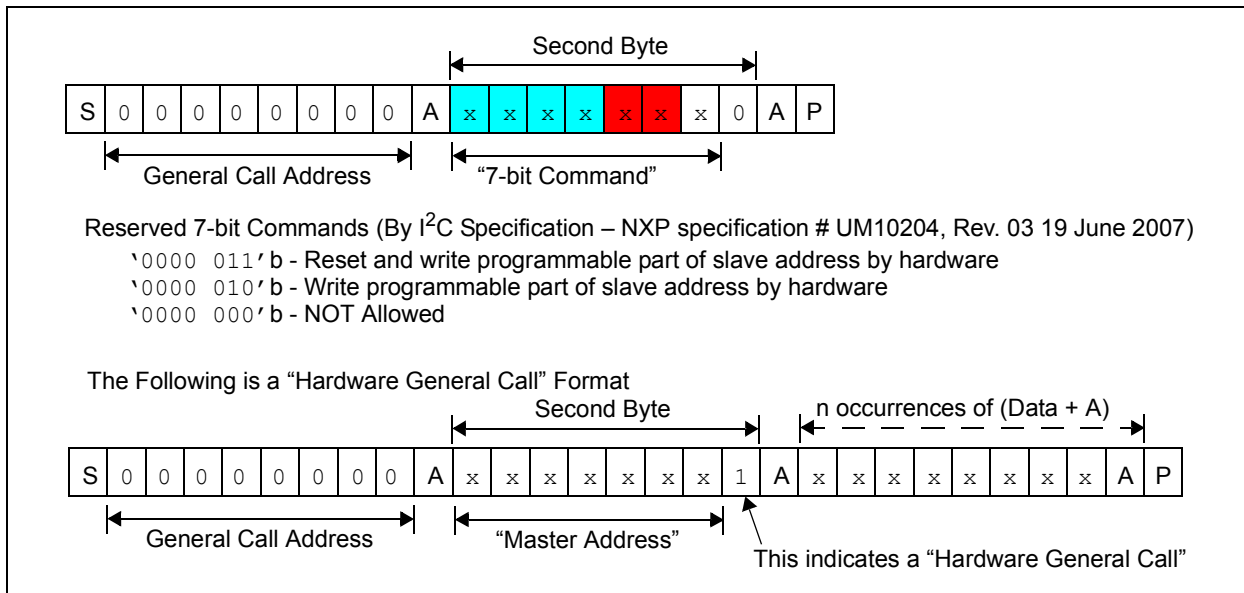 Second Byte
S 0 0 0 0 0 0 0 0 A x x x x x x x 0 A P
General Call Address “7-bit Command”
Reserved 7-bit Commands (By I²C Specification – NXP specification # UM10204, Rev. 03 19 June 2007)
‘0000 011’ b - Reset and write programmable part of slave address by hardware
‘0000 010’ b - Write programmable part of slave address by hardware
‘0000 000’ b - NOT Allowed
The Following is a “Hardware General Call” Format
Second Byte n occurrences of (Data + A)
S 0 0 0 0 0 0 0 0 A x x x x x x x 1 A x x x x x x x x A P
General Call Address “Master Address”
This indicates a “Hardware General Call”